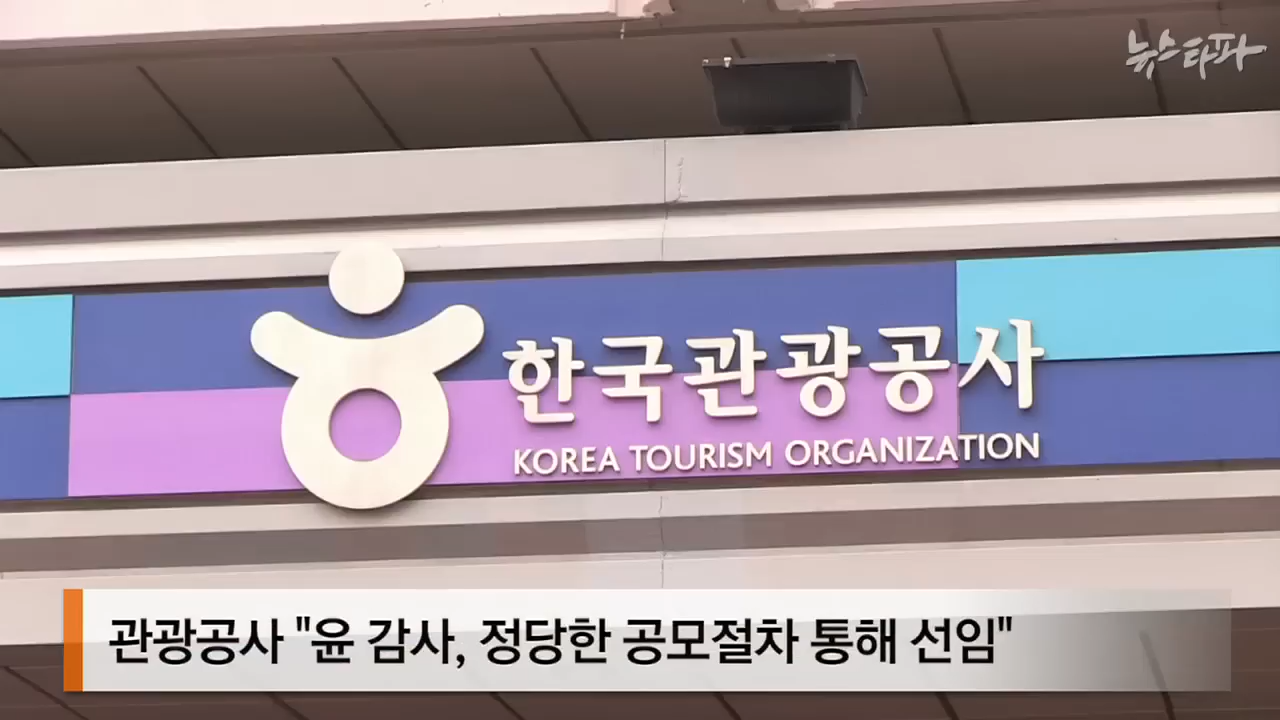 뉴스타파
한국관광공사
KOREA TOURISM ORGANIZATION
관광공사 "윤 감사, 정당한 공모절차 통해 선임"